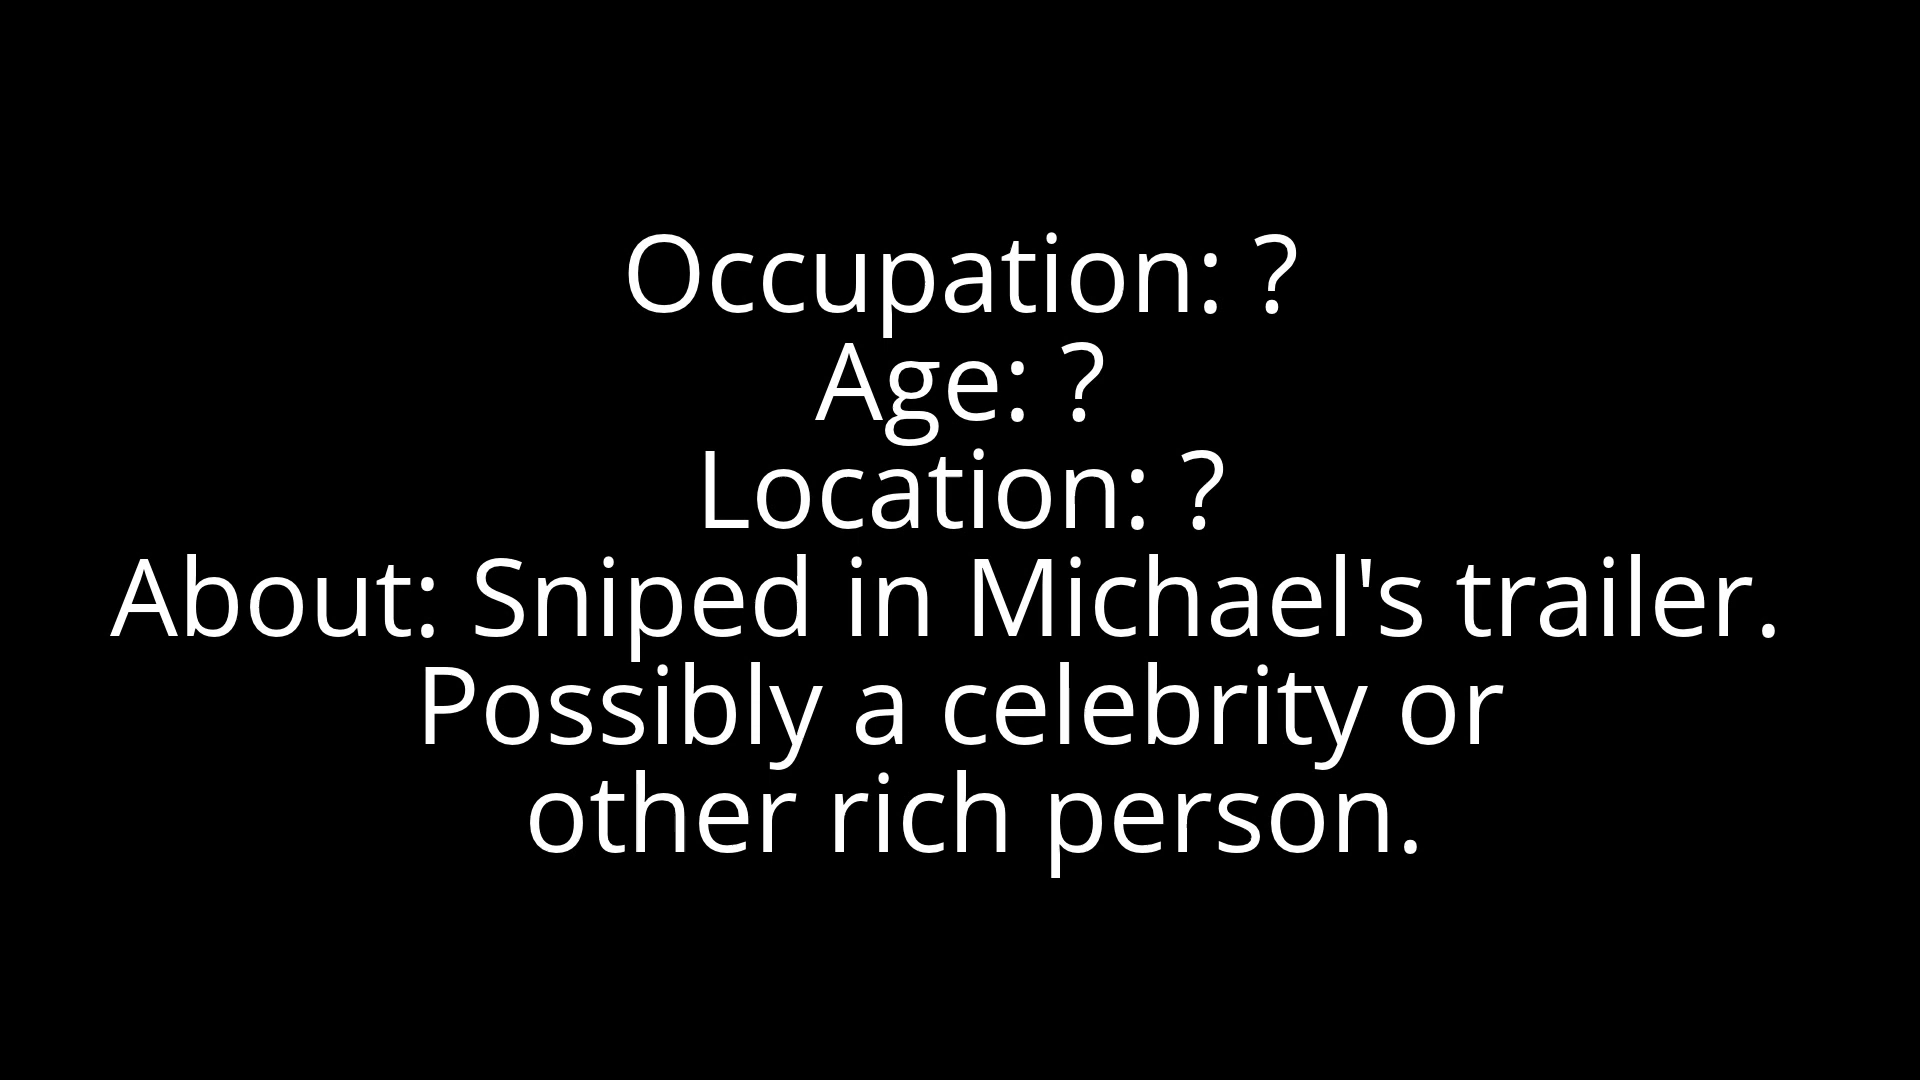 Occupation: ?
Age: ?
Location: ?
About: Sniped in Michael's trailer.
Possibly a celebrity or
other rich person.